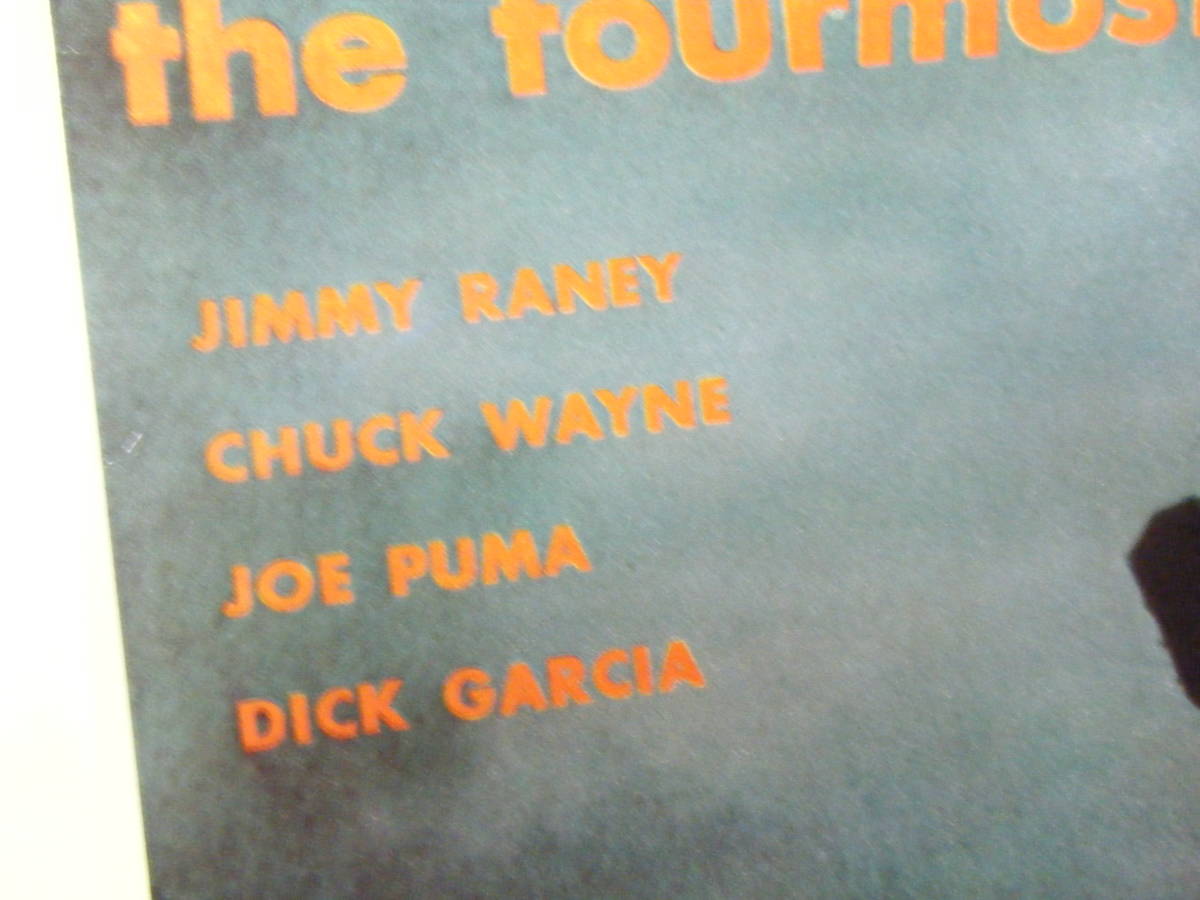 the fourmost
JIMMY RANEY
CHUCK WAYNE
JOE PUMA
DICK GARCIA